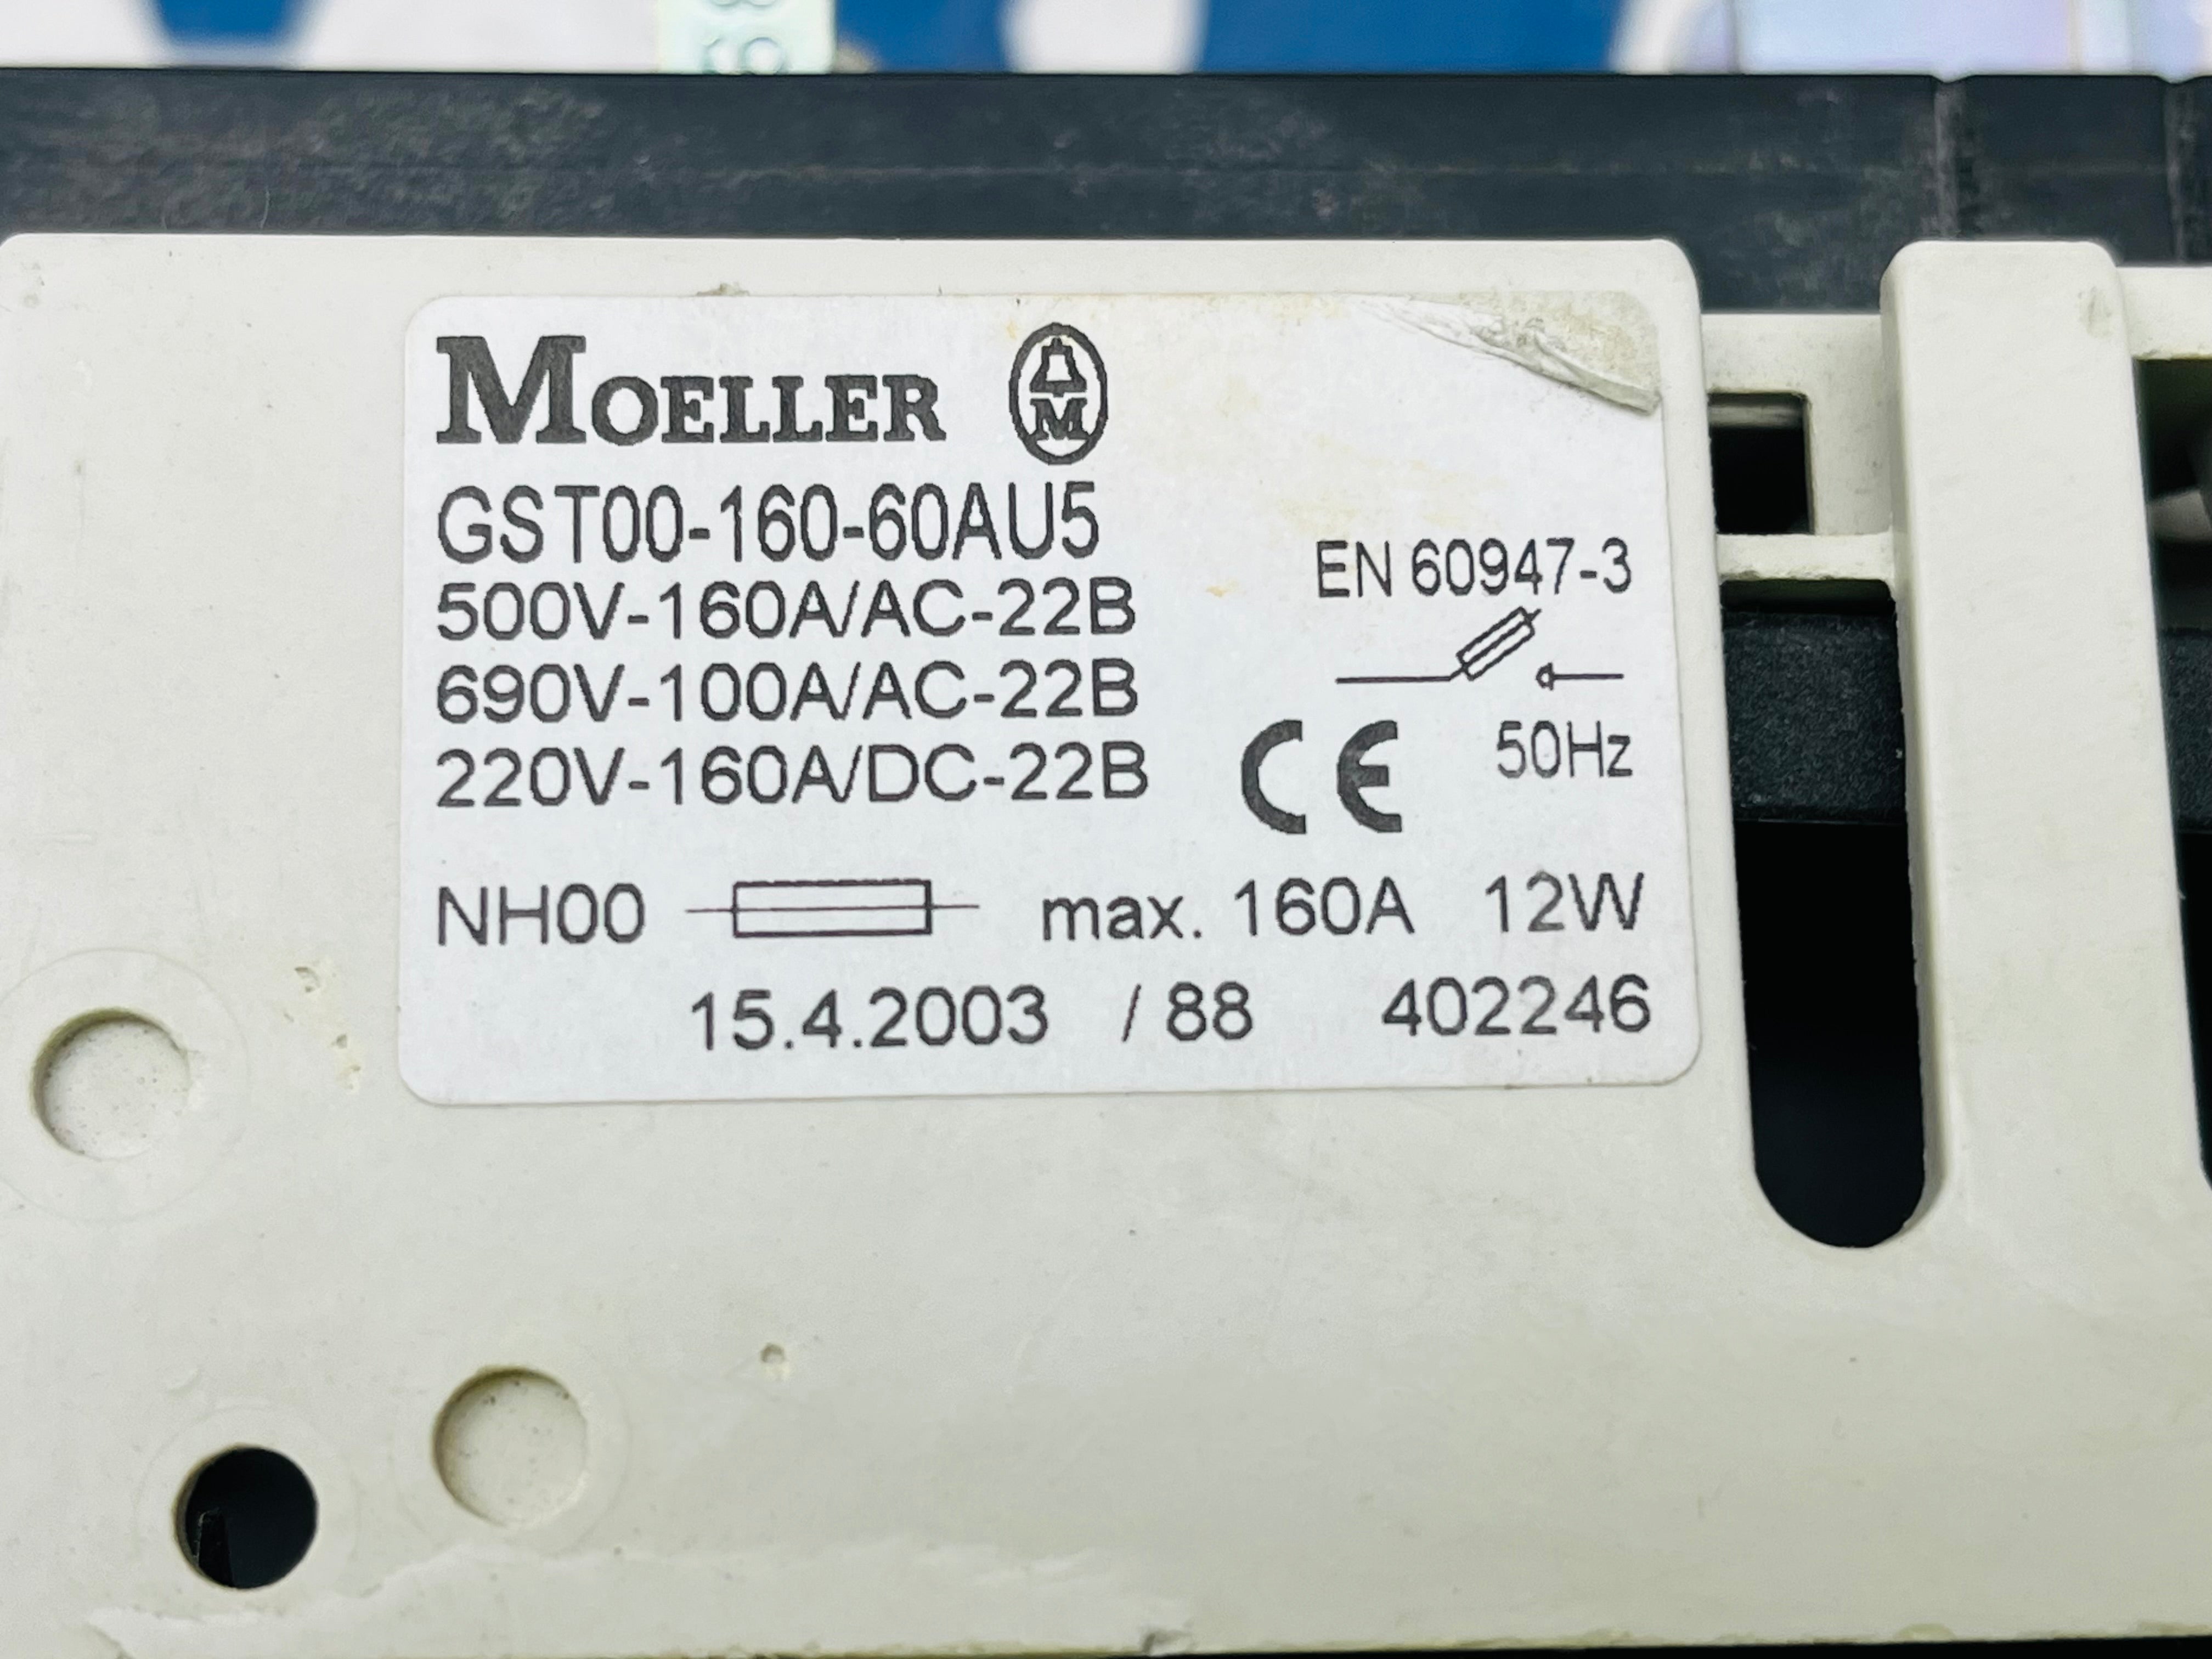 MOELLER M
GST00-160-60AU5
500V-160A/AC-22B
EN 60947-3
690V-100A/AC-22B
220V-160A/DC-22B CE 50Hz
NH00 max. 160A 12W
15.4.2003 / 88 402246